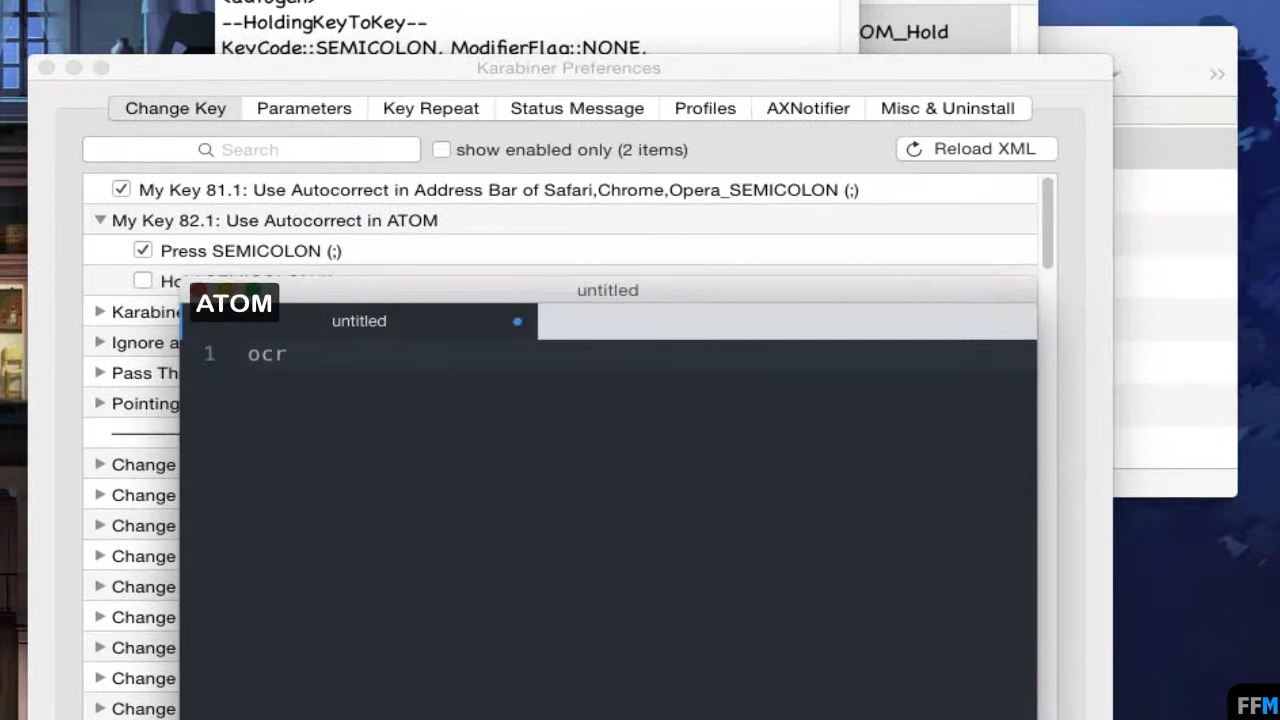 --HoldingKeyToKey--
KeyCode::SEMICOLON, ModifierFlag::NONE,
OM_Hold
Karabiner Preferences
Change Key
Parameters
Key Repeat
Status Message
Profiles
AXNotifier
Misc & Uninstall
Search
show enabled only (2 items)
Reload XML
My Key 81.1: Use Autocorrect in Address Bar of Safari,Chrome,Opera_SEMICOLON (;)
My Key 82.1: Use Autocorrect in ATOM
Press SEMICOLON (;)
untitled
ATOM
Karabine
untitled
Ignore a
1 ocr
Pass Th
Pointing
Change
Change
Change
Change
Change
Change
Change
Change
Change
FFM